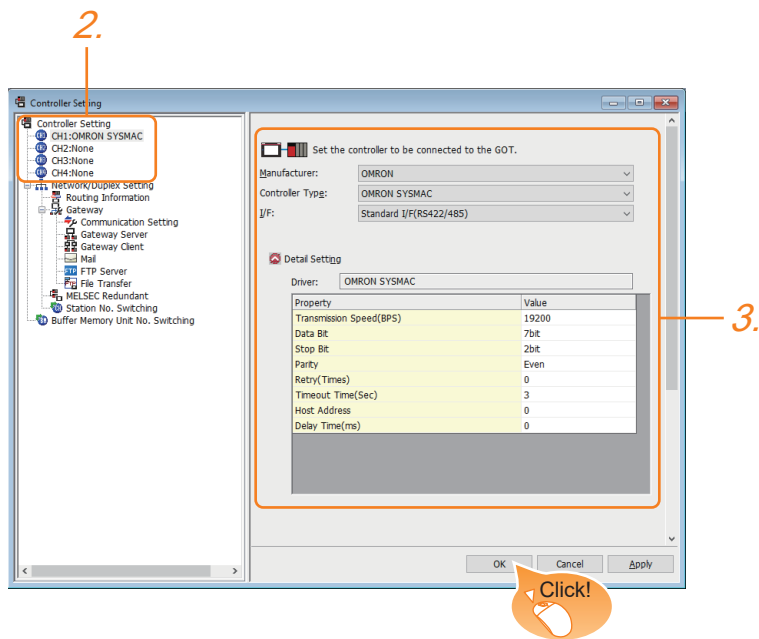 2.
Controller Setting
Controller Setting
CH1:OMRON SYSMAC
CH2:None
CH3:None
CH4:None
Network/Duplex Setting
Routing Information
Gateway
Communication Setting
Gateway Server
Gateway Client
Mail
FTP Server
File Transfer
MELSEC Redundant
Station No. Switching
Buffer Memory Unit No. Switching
Set the controller to be connected to the GOT.
Manufacturer: OMRON
Controller Type: OMRON SYSMAC
I/F: Standard I/F(RS422/485)
Detail Setting
Driver: OMRON SYSMAC
Property Value
Transmission Speed(BPS) 19200
Data Bit 7bit
Stop Bit 2bit
Parity Even
Retry(Times) 0
Timeout Time(Sec) 3
Host Address 0
Delay Time(ms) 0
3.
OK Cancel Apply
Click!